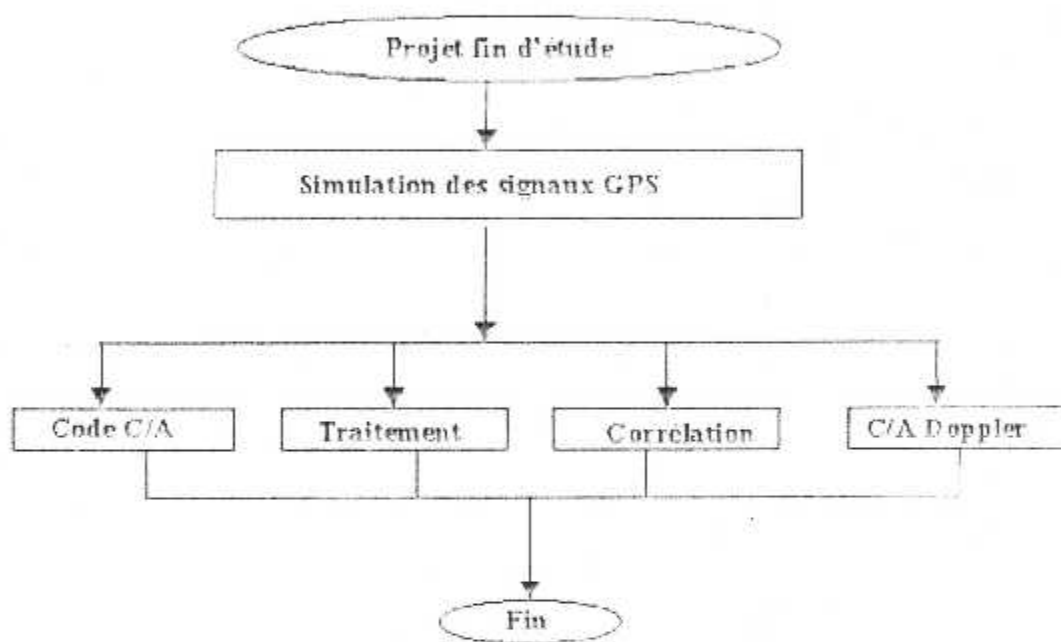 Projet fin d'étude
Simulation des signaux GPS
Code C/A
Traitement
Corrélation
C/A Doppler
Fin